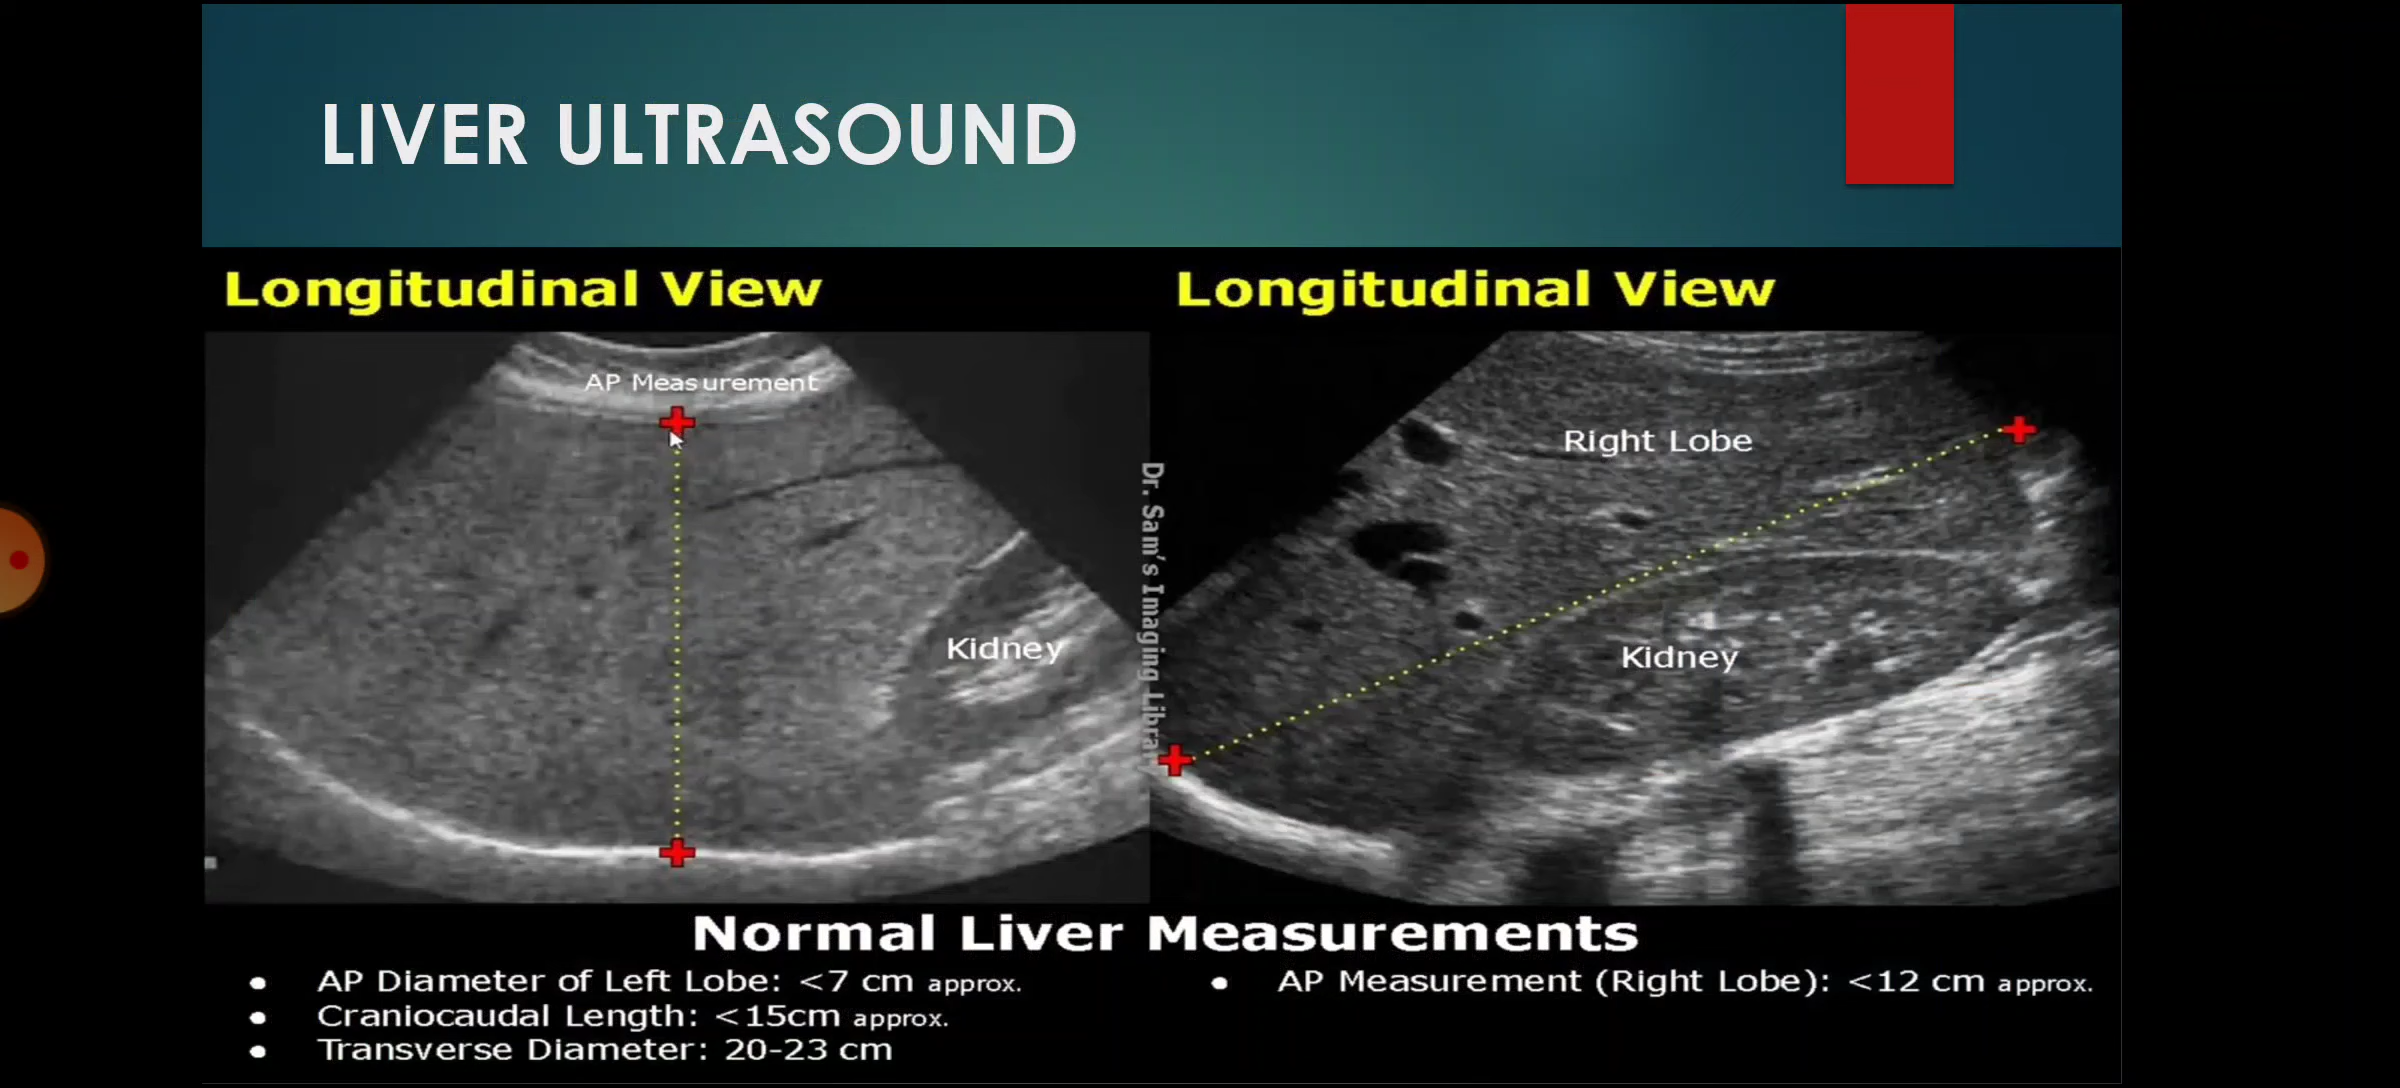 LIVER ULTRASOUND
Longitudinal View
Longitudinal View
AP Measurement
Kidney
Right Lobe
Kidney
Dr. Sam's Imaging
Normal Liver Measurements
● AP Diameter of Left Lobe: <7 cm approx.
● Craniocaudal Length: <15cm approx.
● Transverse Diameter: 20-23 cm
● AP Measurement (Right Lobe): <12 cm approx.